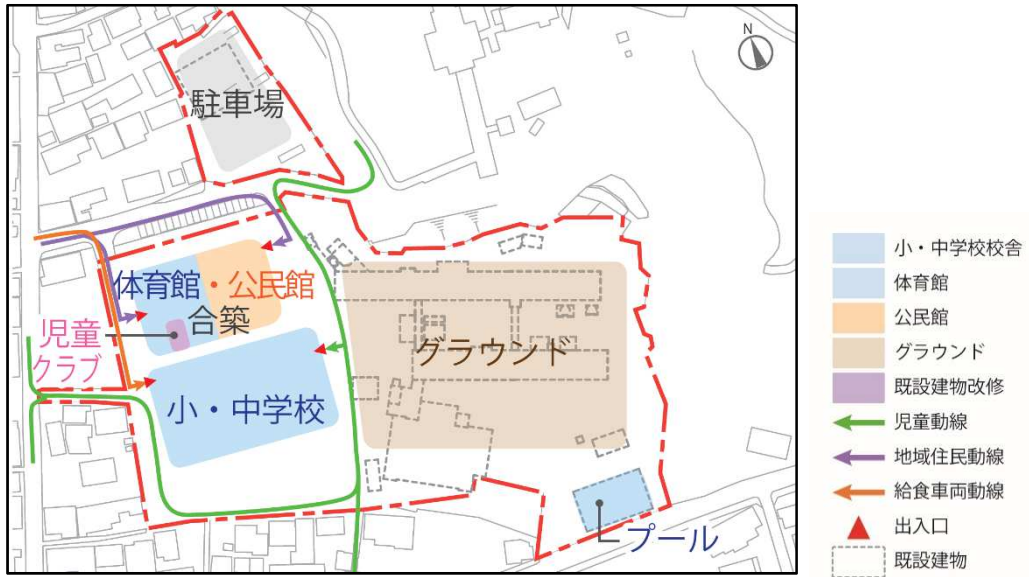 N
駐車場
体育館・公民館
合築
児童
クラブ
小・中学校
グラウンド
プール
小・中学校校舎
体育館
公民館
グラウンド
既設建物改修
児童動線
地域住民動線
給食車両動線
出入口
既設建物